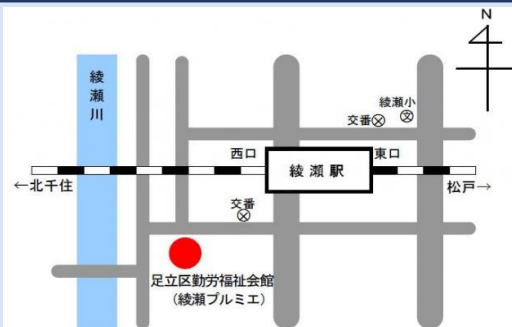 N
綾瀬川
綾瀬小
交番
西口
東口
綾瀬駅
←北千住
松戸→
交番
足立区勤労福祉会館
(綾瀬プルミエ)